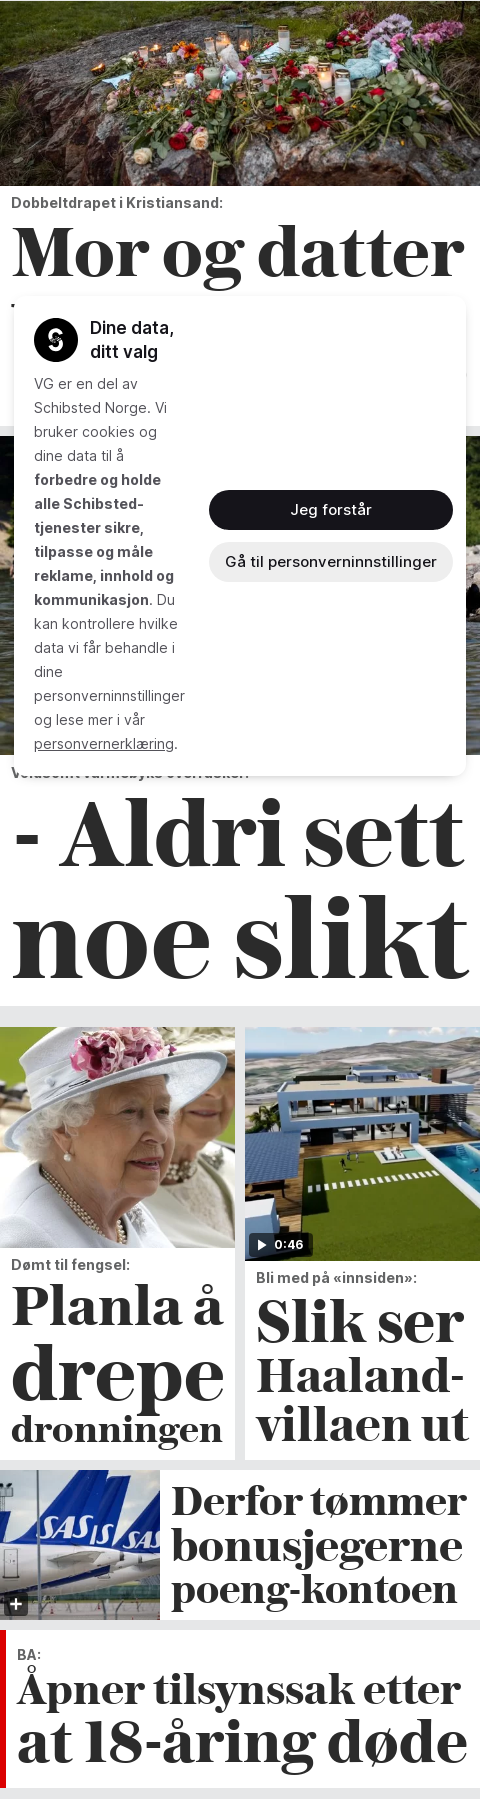 Dobbeltdrapet i Kristiansand:
Mor og datter
Dine data,
ditt valg
VG er en del av
Schibsted Norge. Vi
bruker cookies og
dine data til å
forbedre og holde
alle Schibsted-
tjenester sikre,
tilpasse og måle
reklame, innhold og
kommunikasjon. Du
kan kontrollere hvilke
data vi får behandle i
dine
personverninnstillinger
og lese mer i vår
personvernerklæring.
Jeg forstår
Gå til personverninnstillinger
- Aldri sett
noe slikt
Dømt til fengsel:
Planla å
drepe
dronningen
0:46
Bli med på «innsiden»:
Slik ser
Haaland-
villaen ut
SAS
SAS
Derfor tømmer
bonusjegerne
poeng-kontoen
BA:
Åpner tilsynssak etter
at 18-åring døde